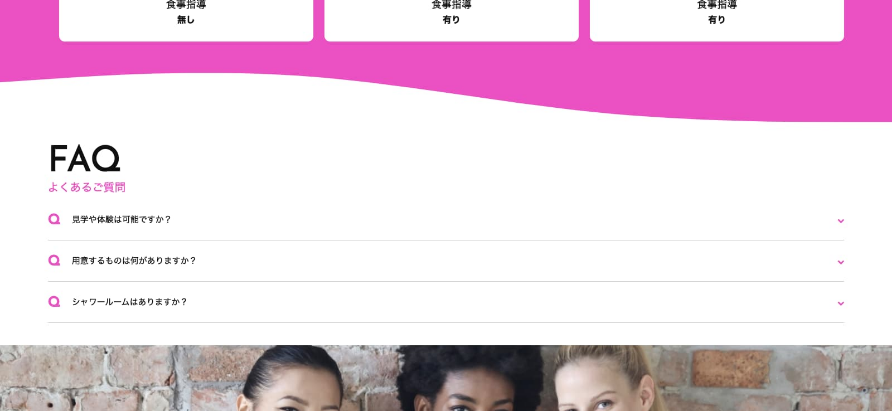 食事指導
食事指導
食事指導
無し
有り
有り
FAQ
よくあるご質問
Q 見学や体験は可能ですか？
Q 用意するものは何がありますか？
Q シャワールームはありますか？